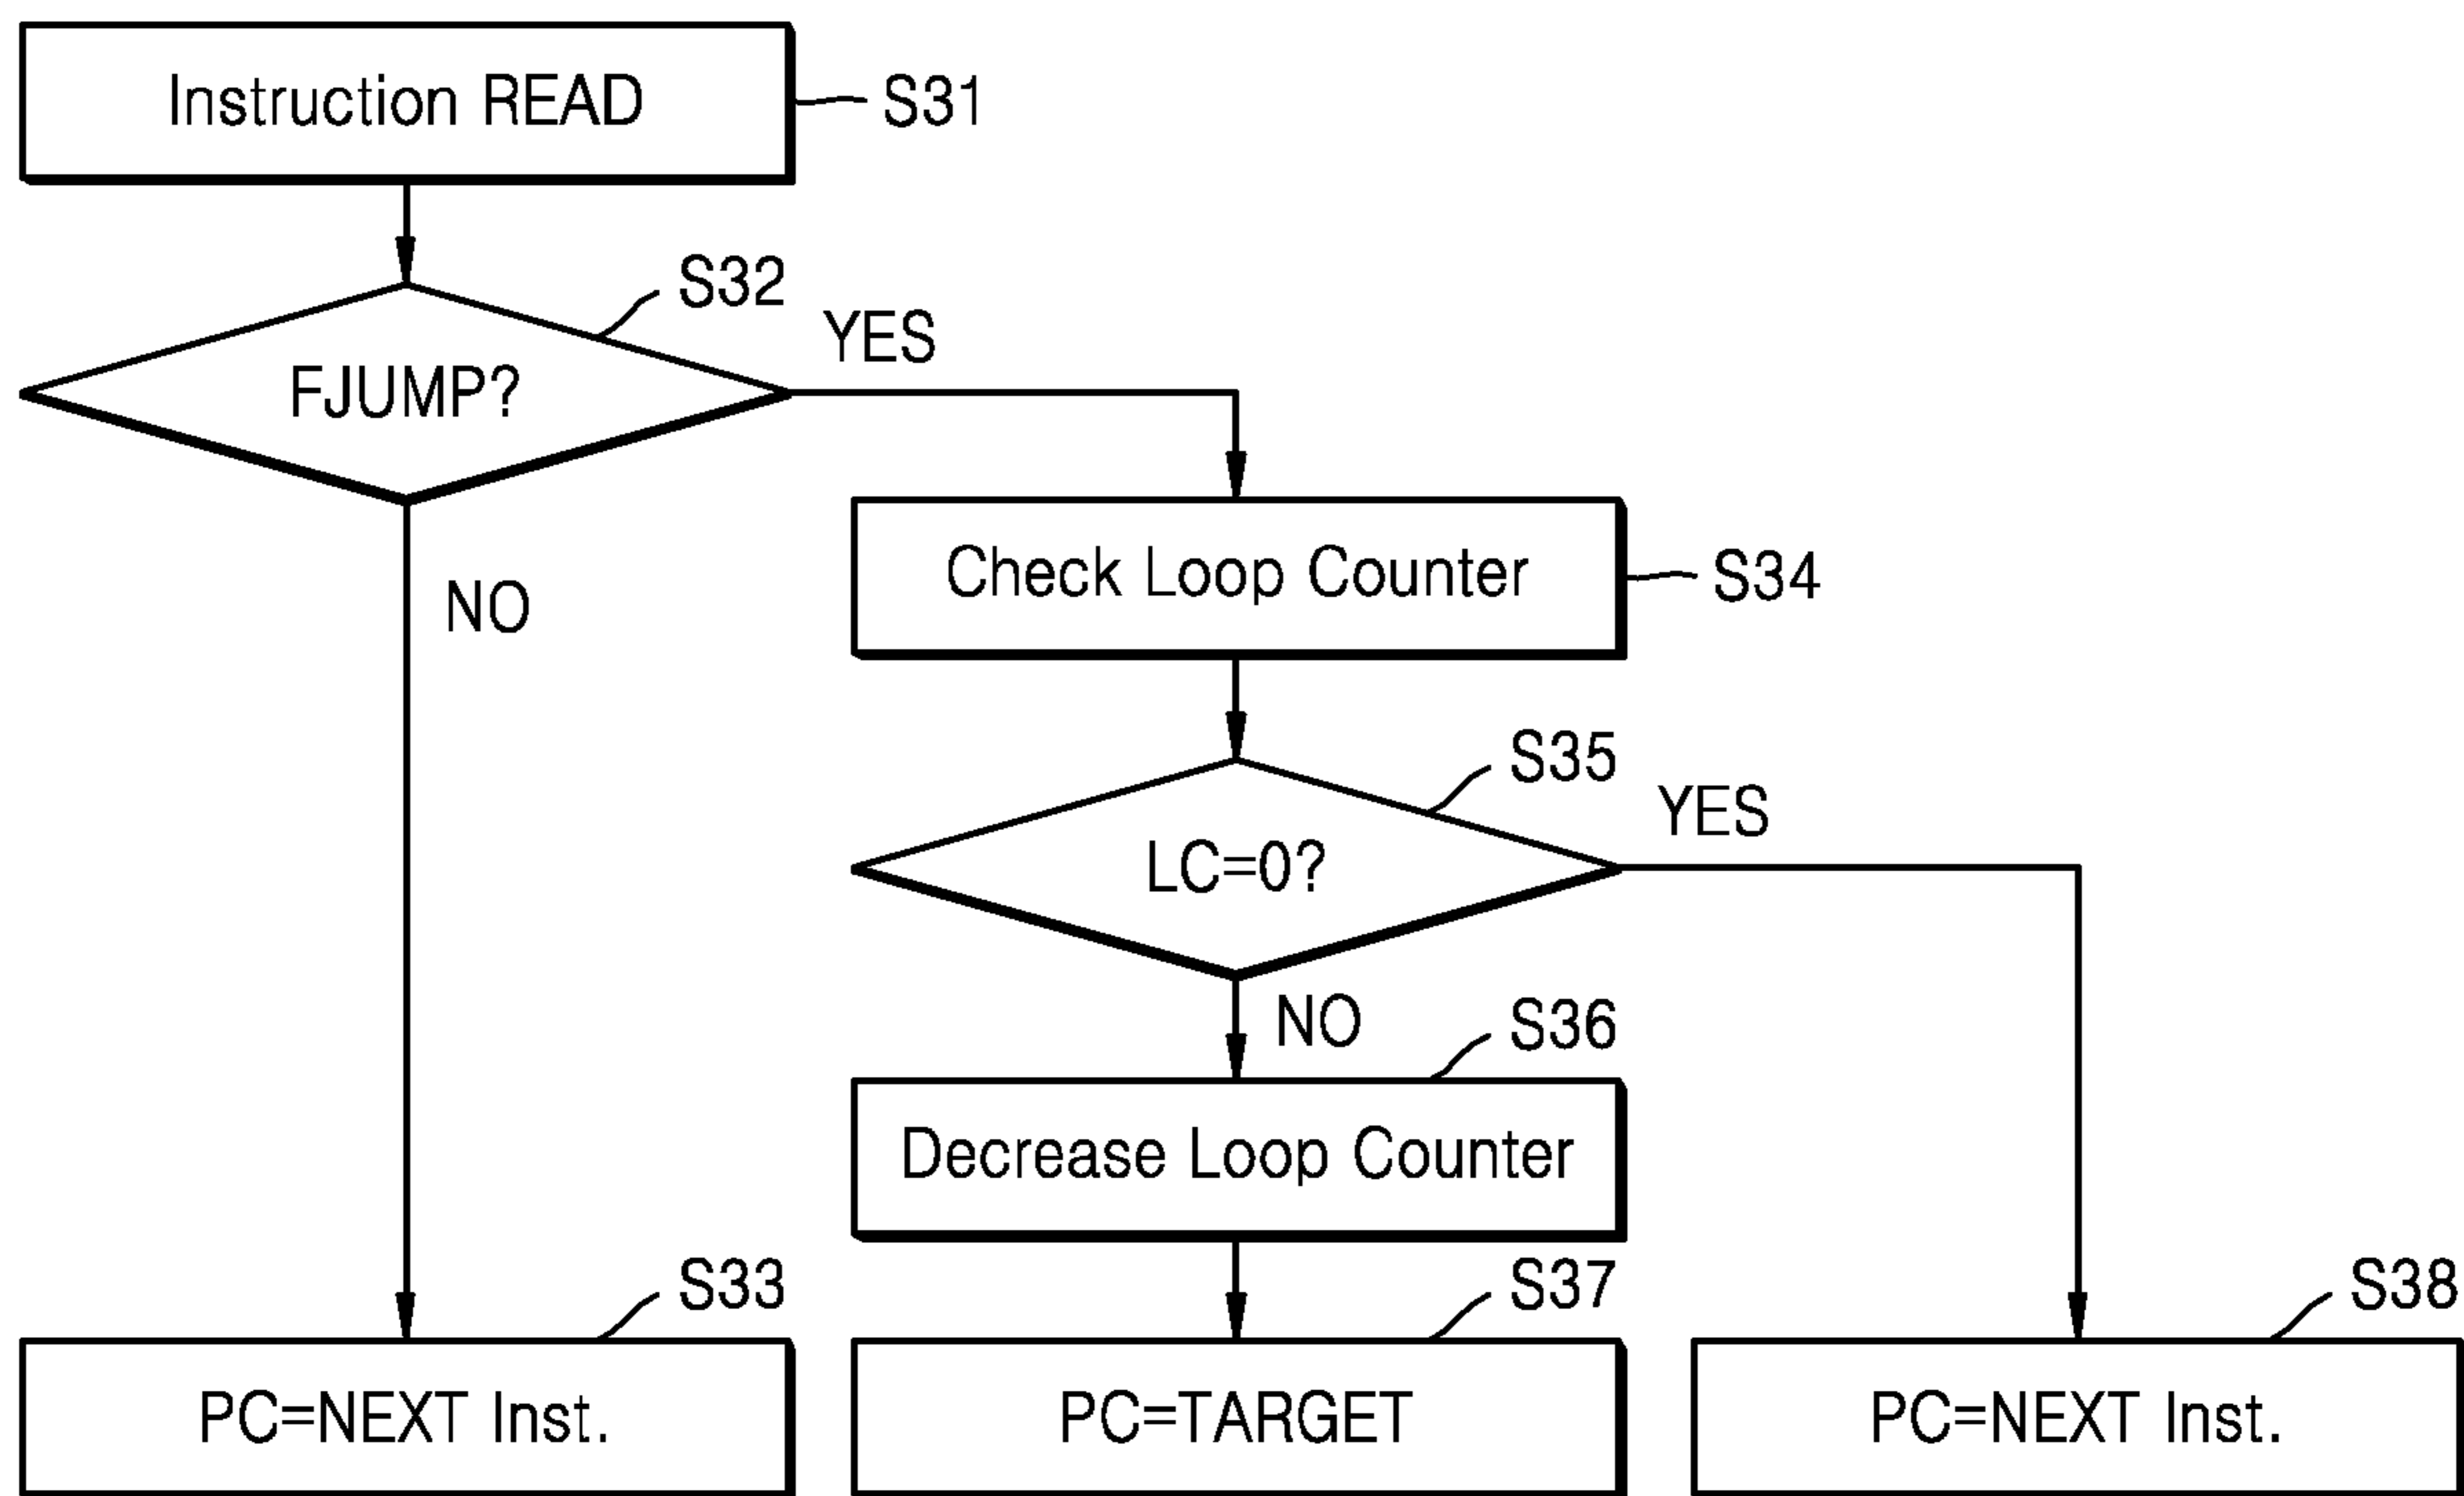 Instruction READ
S31
S32
FJUMP?
YES
NO
Check Loop Counter
S34
S35
LC=0?
YES
NO
S36
Decrease Loop Counter
S33
PC=NEXT Inst.
S37
PC=TARGET
S38
PC=NEXT Inst.